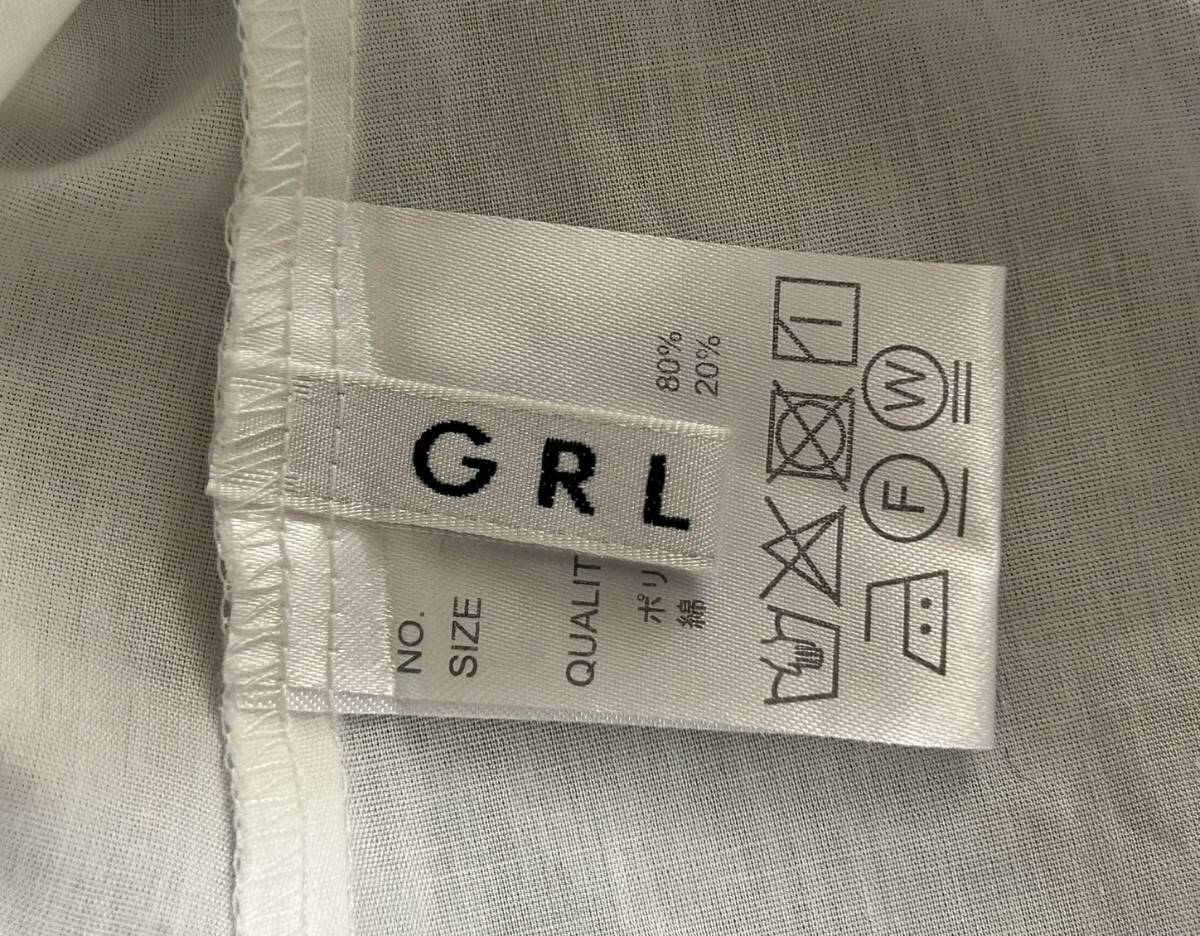 GRL
NO.
SIZE
QUALIT
ポリ 80%
綿 20%
W
F